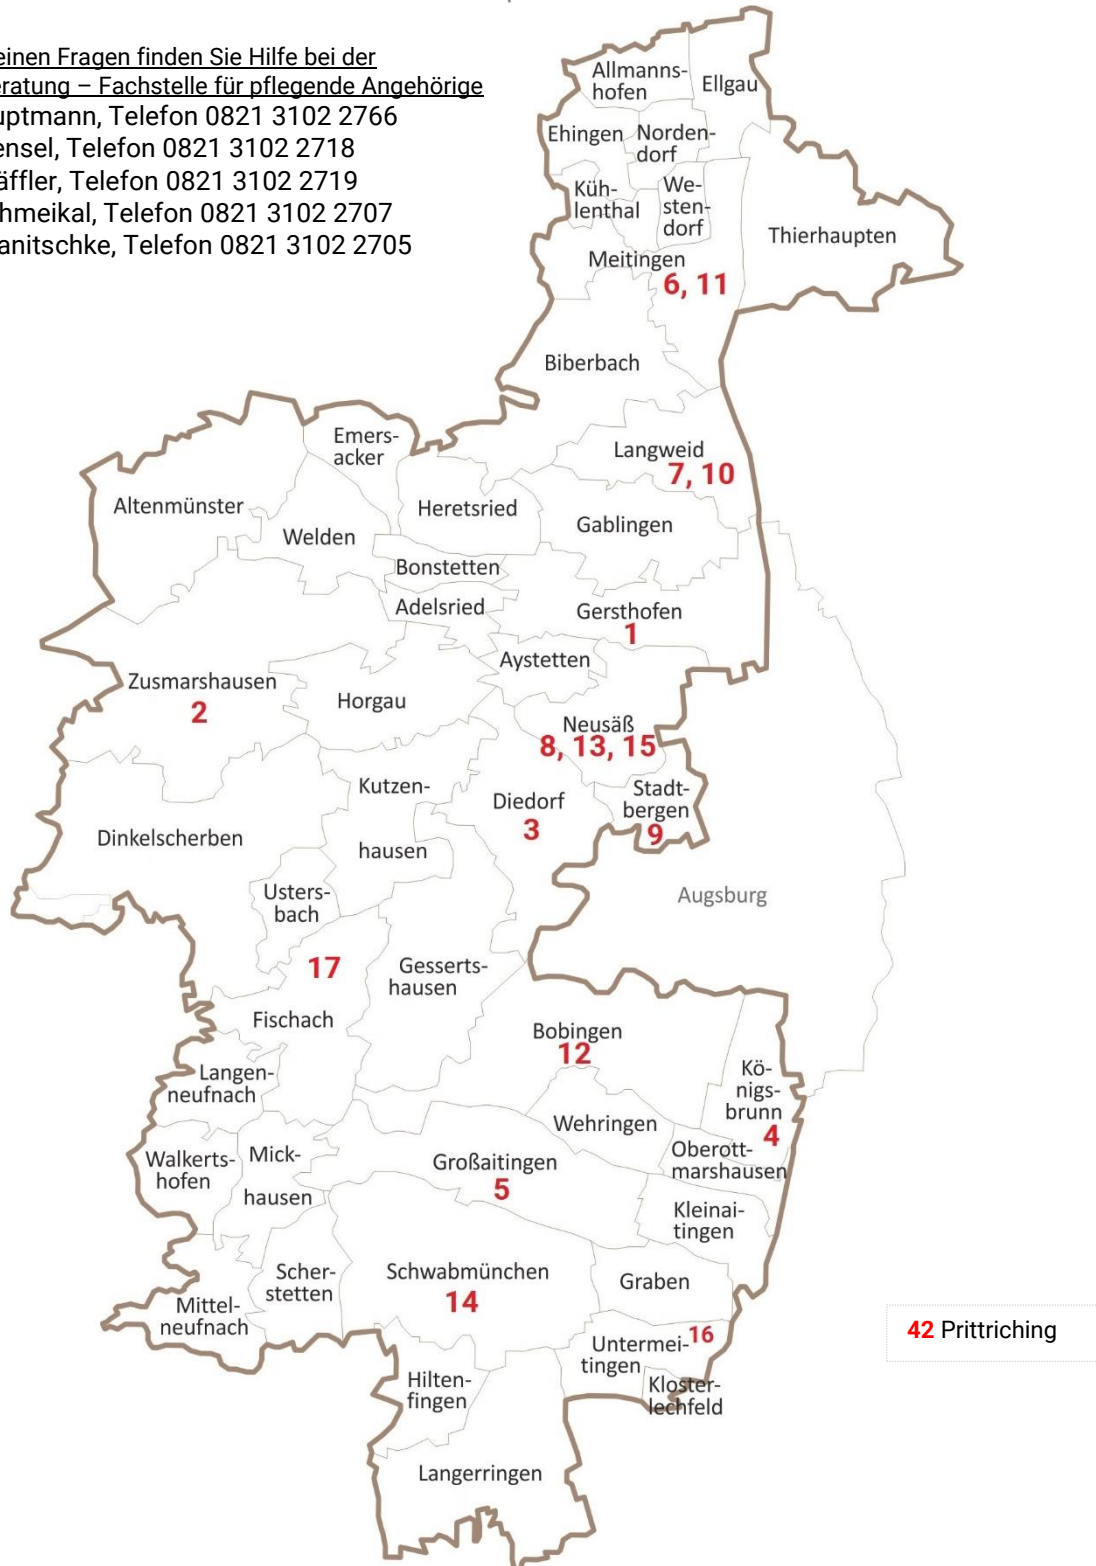 einen Fragen finden Sie Hilfe bei der
eratung – Fachstelle für pflegende Angehörige
uptmann, Telefon 0821 3102 2766
ensel, Telefon 0821 3102 2718
äffler, Telefon 0821 3102 2719
hmeikal, Telefon 0821 3102 2707
anitschke, Telefon 0821 3102 2705
Allmanns-
hofen
Ellgau
Ehingen
Norden-
dorf
Küh-
lenthal
We-
sten-
dorf
Thierhaupten
Meitingen
6, 11
Biberbach
Emers-
acker
Langweid
7, 10
Altenmünster
Heretsried
Gablingen
Welden
Bonstetten
Adelsried
Gersthofen
1
Aystetten
Zusmarshausen
2
Horgau
Neusäß
8, 13, 15
Kutzen-
hausen
Diedorf
3
Stadt-
bergen
9
Dinkelscherben
Usters-
bach
Augsburg
17
Gesserts-
hausen
Fischach
Bobingen
12
Langen-
neufnach
Kö-
nigs-
brunn
4
Wehringen
Walkerts-
hofen
Mick-
hausen
Großaitingen
5
Oberott-
marshausen
Kleinai-
tingen
Scher-
stetten
Schwabmünchen
14
Graben
Mittel-
neufnach
Untermei-
tingen
16
42 Prittriching
Hilten-
fingen
Kloster-
lechfeld
Langerringen